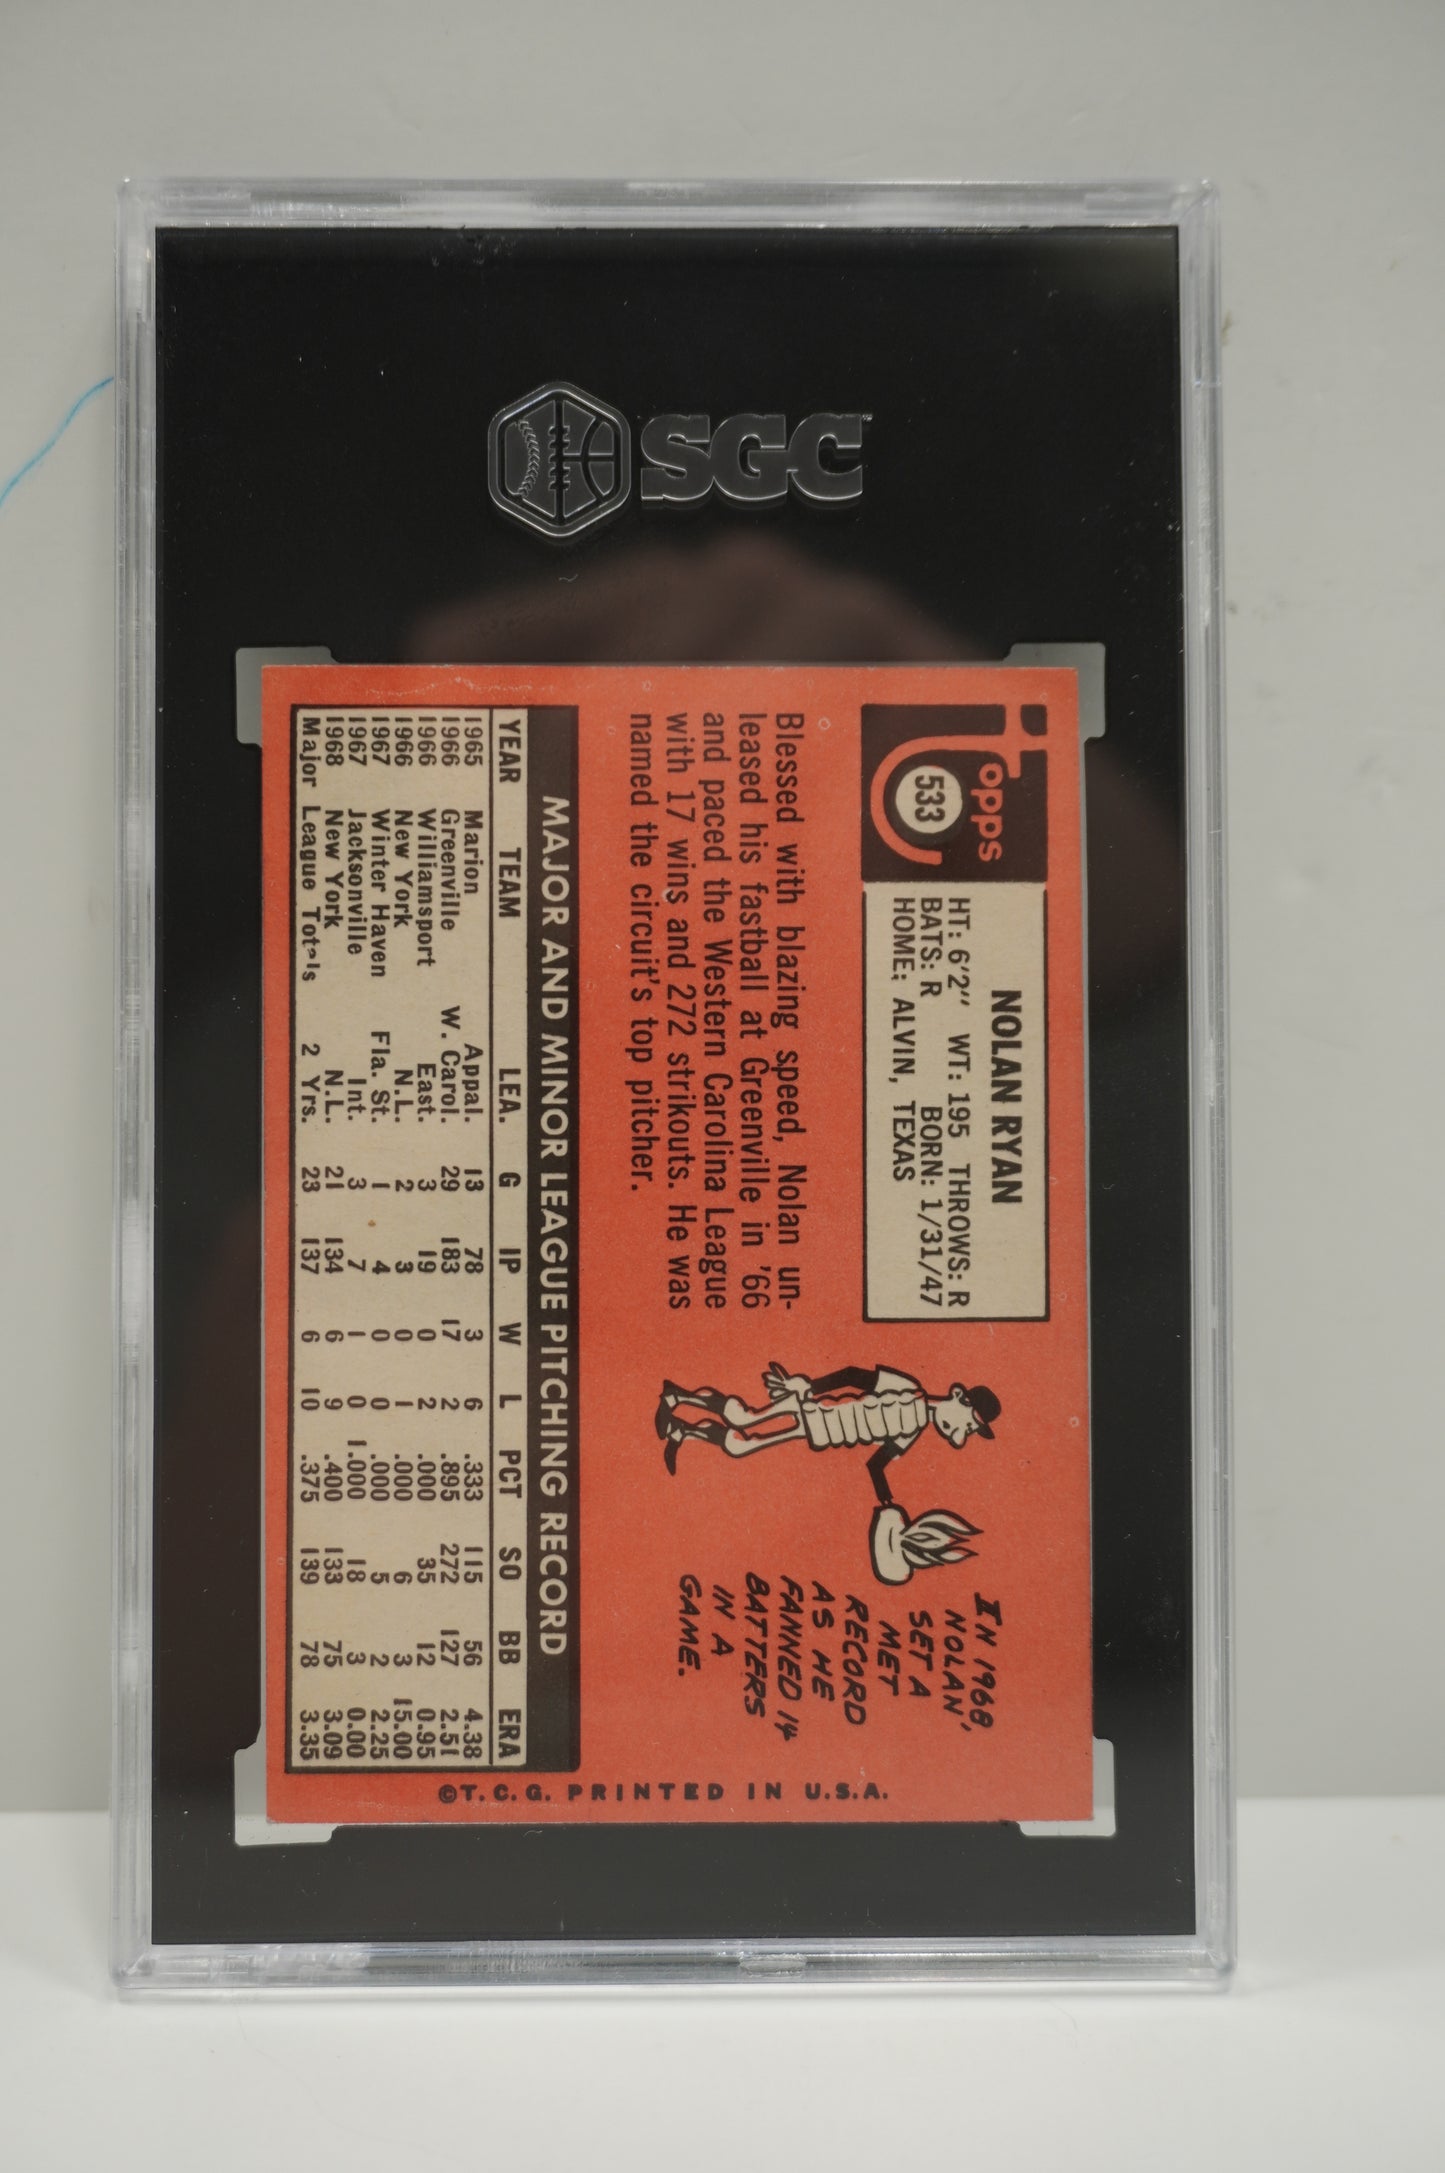 SGC
Topps
533
NOLAN RYAN
HT: 6'2" WT: 195 THROWS: R
BATS: R BORN: 1/31/47
HOME: ALVIN, TEXAS
Blessed with blazing speed, Nolan un-
leased his fastball at Greenville in '66
and paced the Western Carolina League
with 17 wins and 272 strikouts. He was
named the circuit's top pitcher.
IN 1968,
NOLAN
SET A
MET
RECORD
AS HE
FANNED 14
BATTERS
IN A
GAME.
MAJOR AND MINOR LEAGUE PITCHING RECORD
YEAR TEAM LEA. G IP W L PCT SO BB ERA
1965 Marion Appal. 13 78 3 6 .333 115 56 4.38
1966 Greenville W. Carol. 29 183 17 2 .895 272 127 2.51
1966 Williamsport East. 3 19 0 2 .000 35 12 0.95
1966 New York N.L. 2 3 0 1 .000 6 3 15.00
1967 Winter Haven Fla. St. 1 4 0 0 .000 5 2 2.25
1967 Jacksonville Int. 3 7 1 0 1.000 18 3 0.00
1968 New York N.L. 21 134 6 9 .400 133 75 3.09
Major League Totals 2 Yrs. 23 137 6 10 .375 139 78 3.35
©T.C.G. PRINTED IN U.S.A.